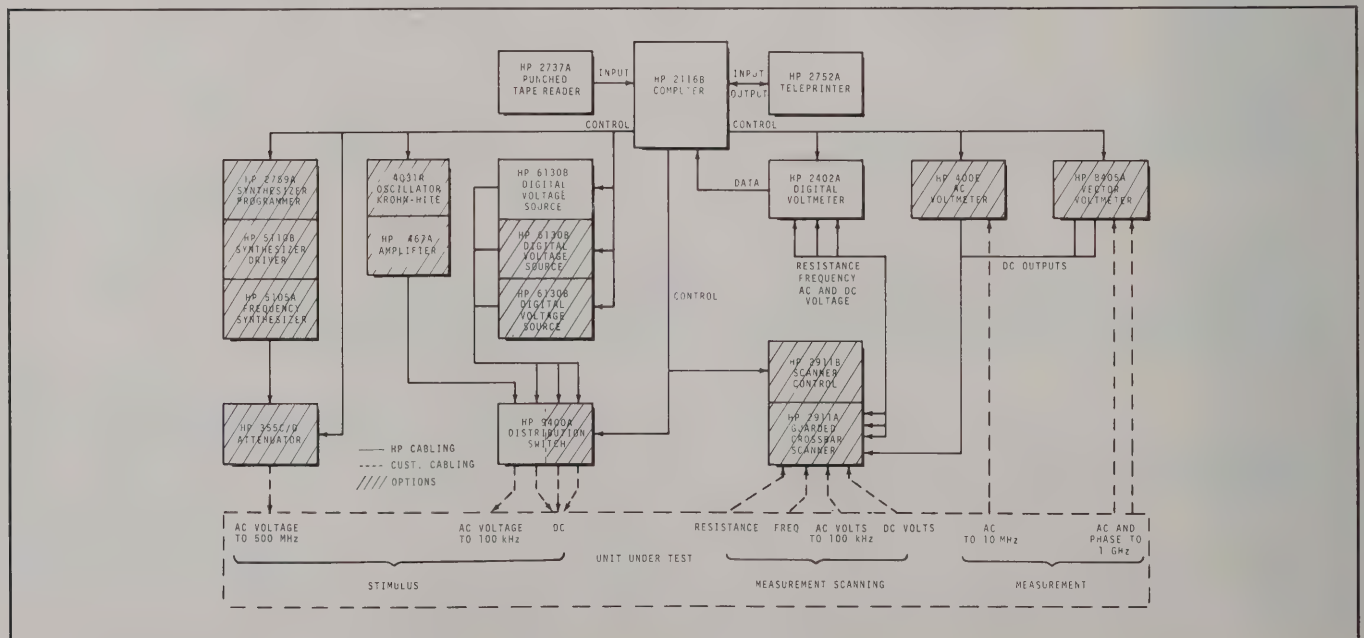 HP 2737A
PUNCHED
TAPE READER
INPUT
HP 2116B
COMPUTER
INPUT
OUTPUT
HP 2752A
TELEPRINTER
CONTROL
CONTROL
HP 2759A
SYNTHESIZER
PROGRAMMER
HP 5110B
SYNTHESIZER
DRIVER
HP 5105A
FREQUENCY
SYNTHESIZER
4031R
OSCILLATOR
KROHN-HITE
HP 467A
AMPLIFIER
HP 6130B
DIGITAL
VOLTAGE
SOURCE
HP 6130B
DIGITAL
VOLTAGE
SOURCE
HP 6130B
DIGITAL
VOLTAGE
SOURCE
DATA
HP 2402A
DIGITAL
VOLTMETER
HP 400E
AC
VOLTMETER
HP 8405A
VECTOR
VOLTMETER
RESISTANCE
FREQUENCY
AC AND DC
VOLTAGE
DC OUTPUTS
CONTROL
HP 2911B
SCANNER
CONTROL
HP 2911A
GUARDED
CROSSBAR
SCANNER
HP 355C/D
ATTENUATOR
HP 9400A
DISTRIBUTION
SWITCH
HP CABLING
CUST. CABLING
OPTIONS
AC VOLTAGE
TO 500 MHz
AC VOLTAGE
TO 100 kHz
DC
RESISTANCE
FREQ
AC VOLTS
TO 100 kHz
DC VOLTS
AC
TO 10 MHz
AC AND
PHASE TO
1 GHz
UNIT UNDER TEST
STIMULUS
MEASUREMENT SCANNING
MEASUREMENT